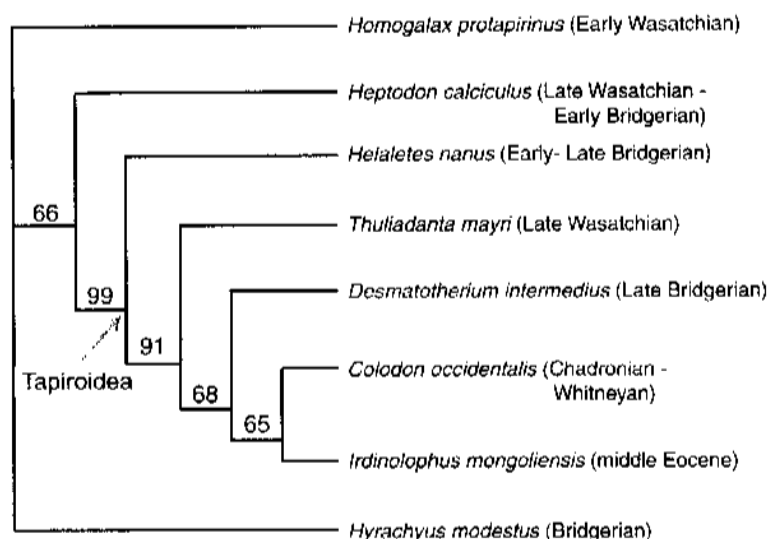 Homogalax protapirinus (Early Wasatchian)
Heptodon calciculus (Late Wasatchian -
Early Bridgerian)
Helaletes nanus (Early- Late Bridgerian)
66
Thuliadanta mayri (Late Wasatchian)
Desmatotherium intermedius (Late Bridgerian)
99
91
Tapiroidea
Colodon occidentalis (Chadronian -
Whitneyan)
68
65
Irdinolophus mongoliensis (middle Eocene)
Hyrachyus modestus (Bridgerian)